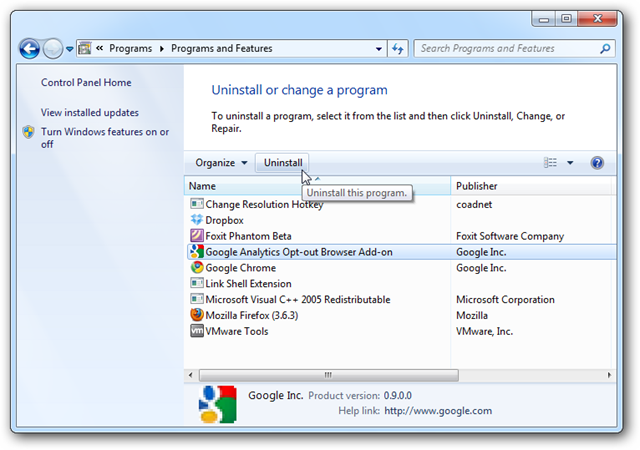 « Programs ▸ Programs and Features
Search Programs and Features
Control Panel Home
View installed updates
Turn Windows features on or
off
Uninstall or change a program
To uninstall a program, select it from the list and then click Uninstall, Change, or
Repair.
Organize Uninstall
Uninstall this program.
Name Publisher
Change Resolution Hotkey coadnet
Dropbox
Foxit Phantom Beta Foxit Software Company
Google Analytics Opt-out Browser Add-on Google Inc.
Google Chrome Google Inc.
Link Shell Extension
Microsoft Visual C++ 2005 Redistributable Microsoft Corporation
Mozilla Firefox (3.6.3) Mozilla
vm VMware Tools VMware, Inc.
Google Inc. Product version: 0.9.0.0
Help link: http://www.google.com